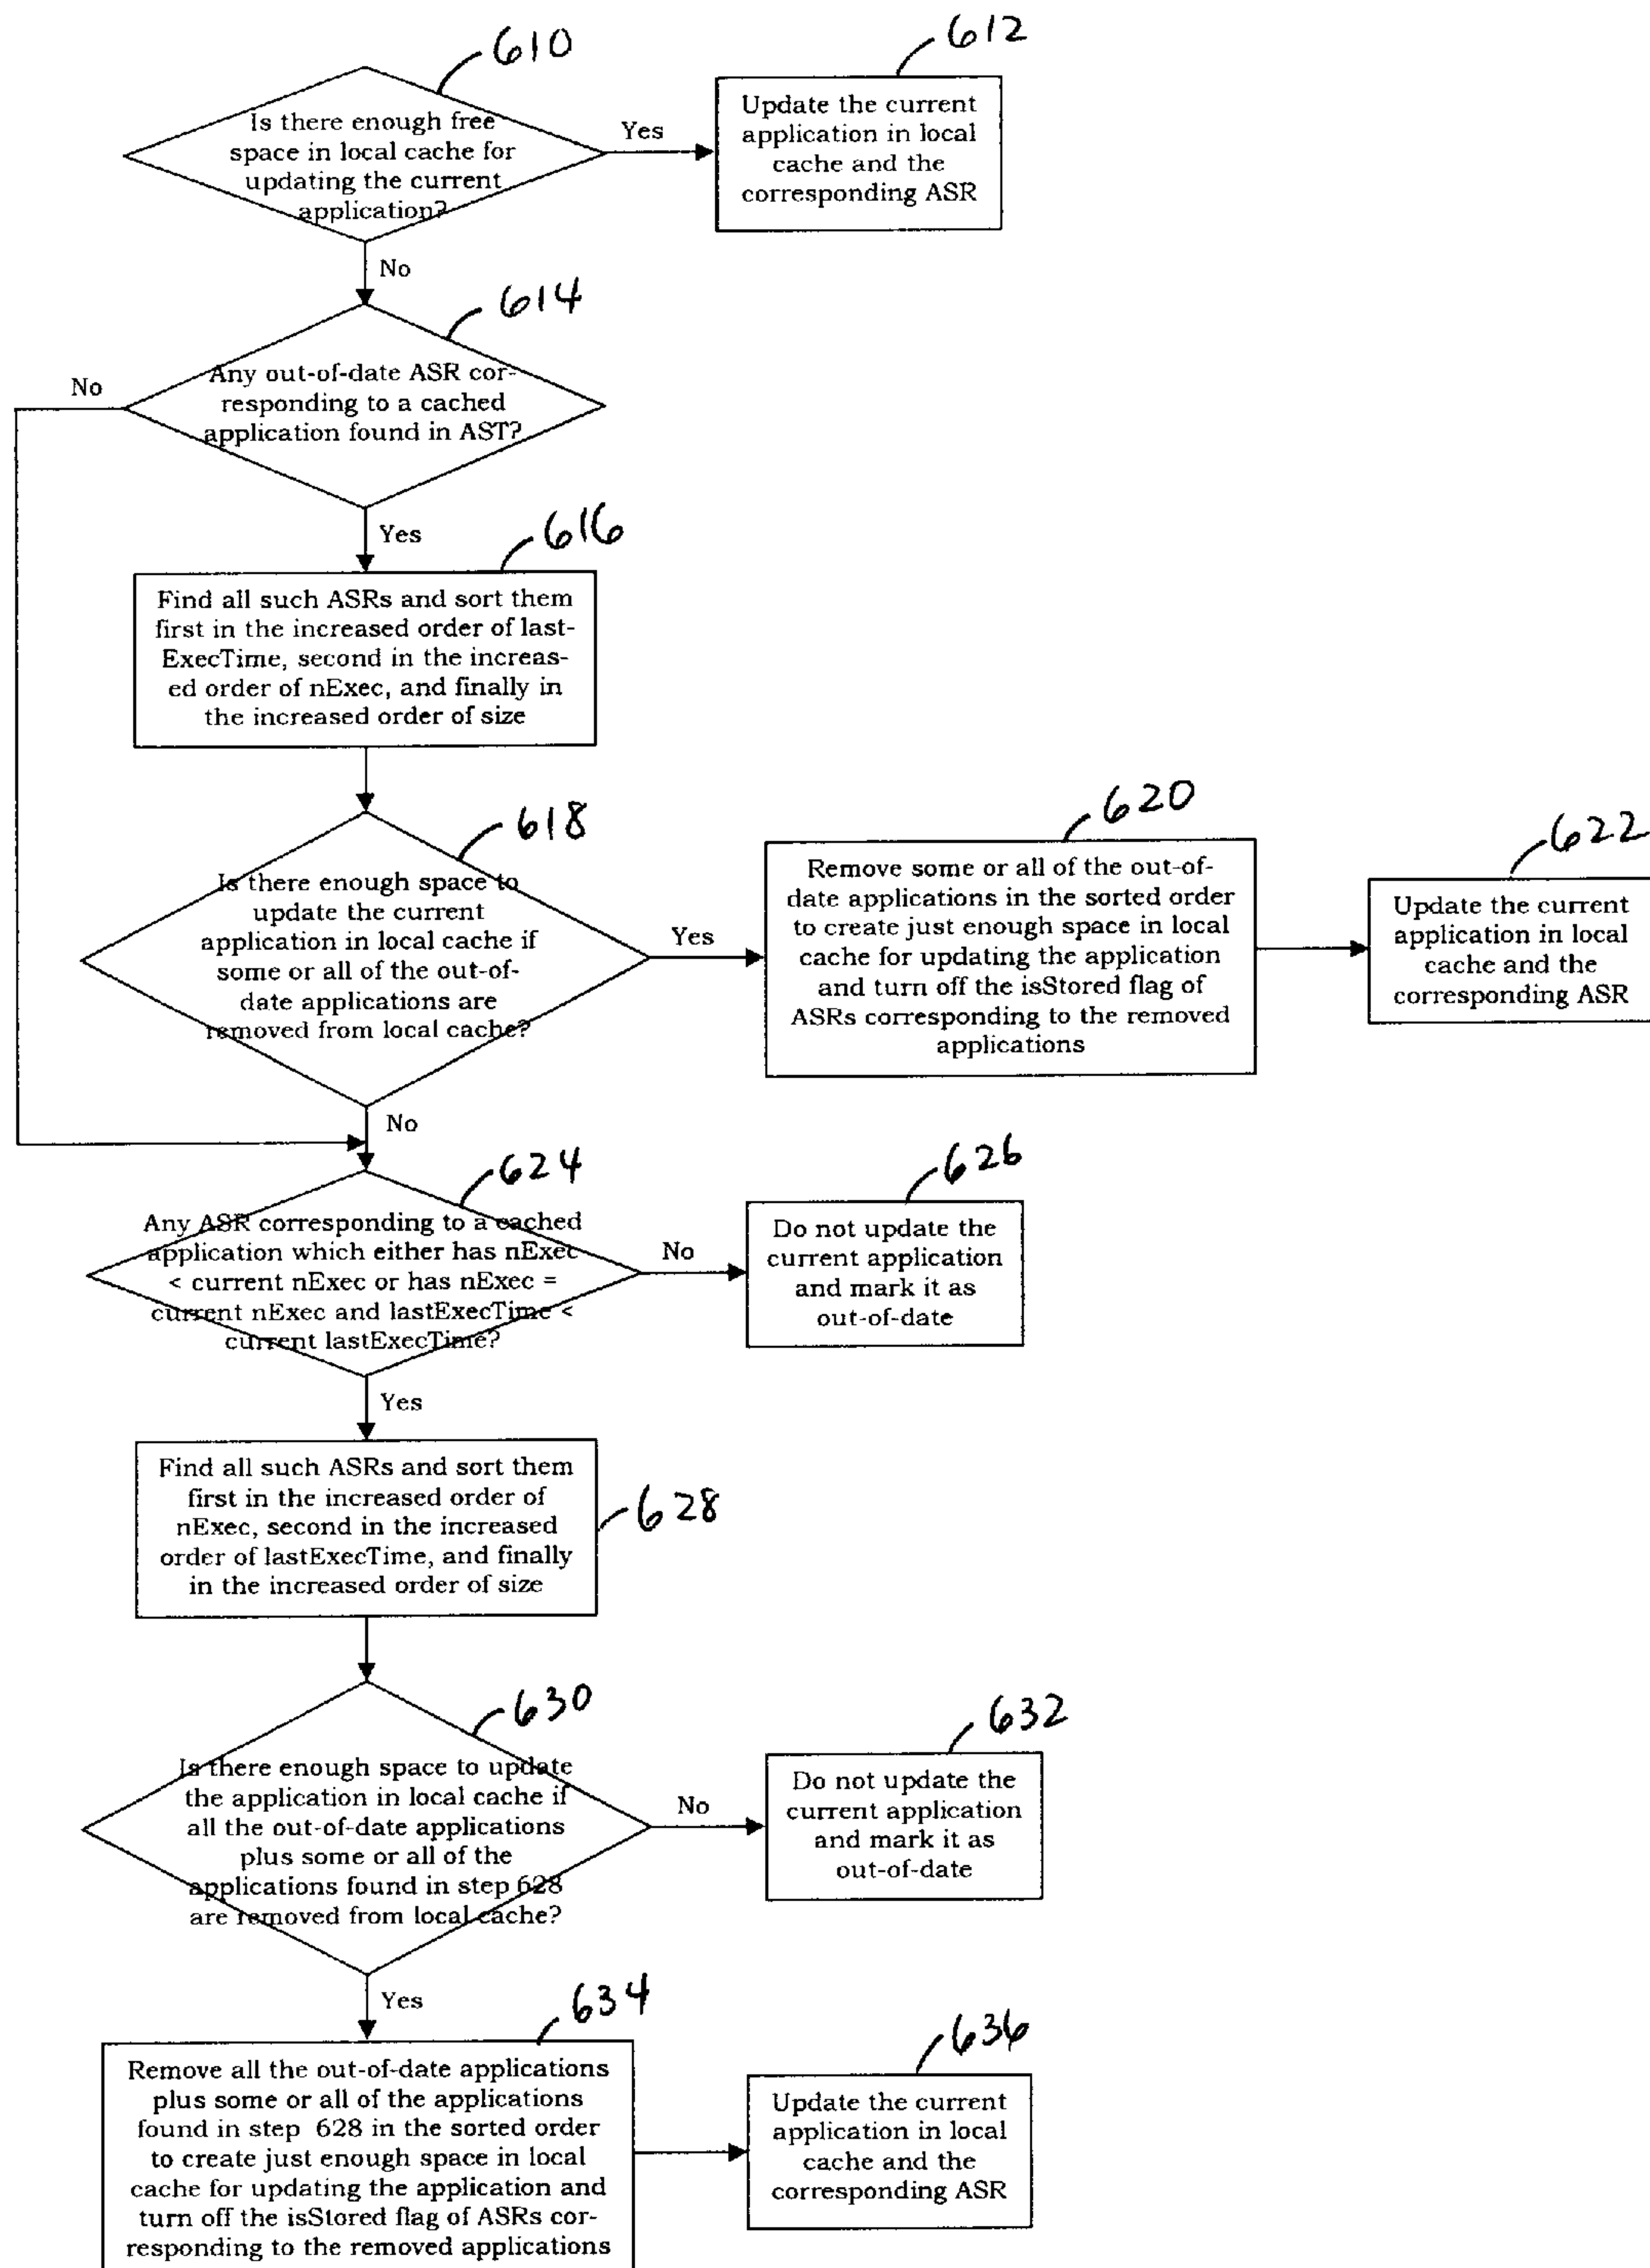 610
Is there enough free
space in local cache for
updating the current
application?
Yes
612
Update the current
application in local
cache and the
corresponding ASR
No
614
Any out-of-date ASR cor-
responding to a cached
application found in AST?
No
Yes
616
Find all such ASRs and sort them
first in the increased order of last-
ExecTime, second in the increas-
ed order of nExec, and finally in
the increased order of size
618
Is there enough space to
update the current
application in local cache if
some or all of the out-of-
date applications are
removed from local cache?
Yes
620
Remove some or all of the out-of-
date applications in the sorted order
to create just enough space in local
cache for updating the application
and turn off the isStored flag of
ASRs corresponding to the removed
applications
622
Update the current
application in local
cache and the
corresponding ASR
No
624
Any ASR corresponding to a cached
application which either has nExec
< current nExec or has nExec =
current nExec and lastExecTime <
current lastExecTime?
No
626
Do not update the
current application
and mark it as
out-of-date
Yes
628
Find all such ASRs and sort them
first in the increased order of
nExec, second in the increased
order of lastExecTime, and finally
in the increased order of size
630
Is there enough space to update
the application in local cache if
all the out-of-date applications
plus some or all of the
applications found in step 628
are removed from local cache?
No
632
Do not update the
current application
and mark it as
out-of-date
Yes
634
Remove all the out-of-date applications
plus some or all of the applications
found in step 628 in the sorted order
to create just enough space in local
cache for updating the application and
turn off the isStored flag of ASRs cor-
responding to the removed applications
636
Update the current
application in local
cache and the
corresponding ASR